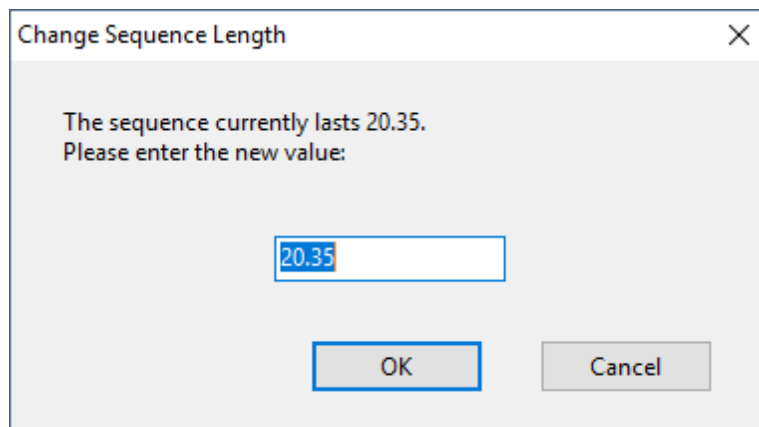 Change Sequence Length
The sequence currently lasts 20.35.
Please enter the new value:
20.35
OK
Cancel